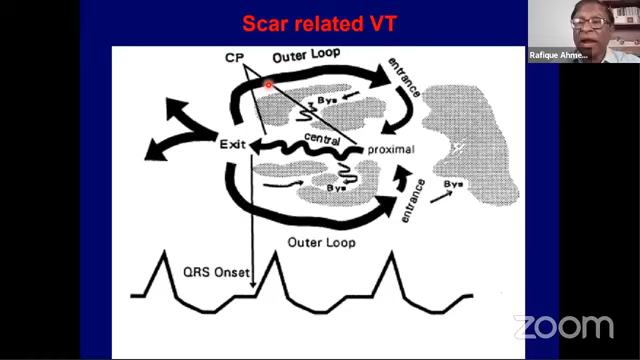 Scar related VT
Rafique Ahme...
CP
Outer Loop
entrance
Bys
central
Exit
proximal
Bys
entrance
Bys
Outer Loop
QRS Onset
zoom